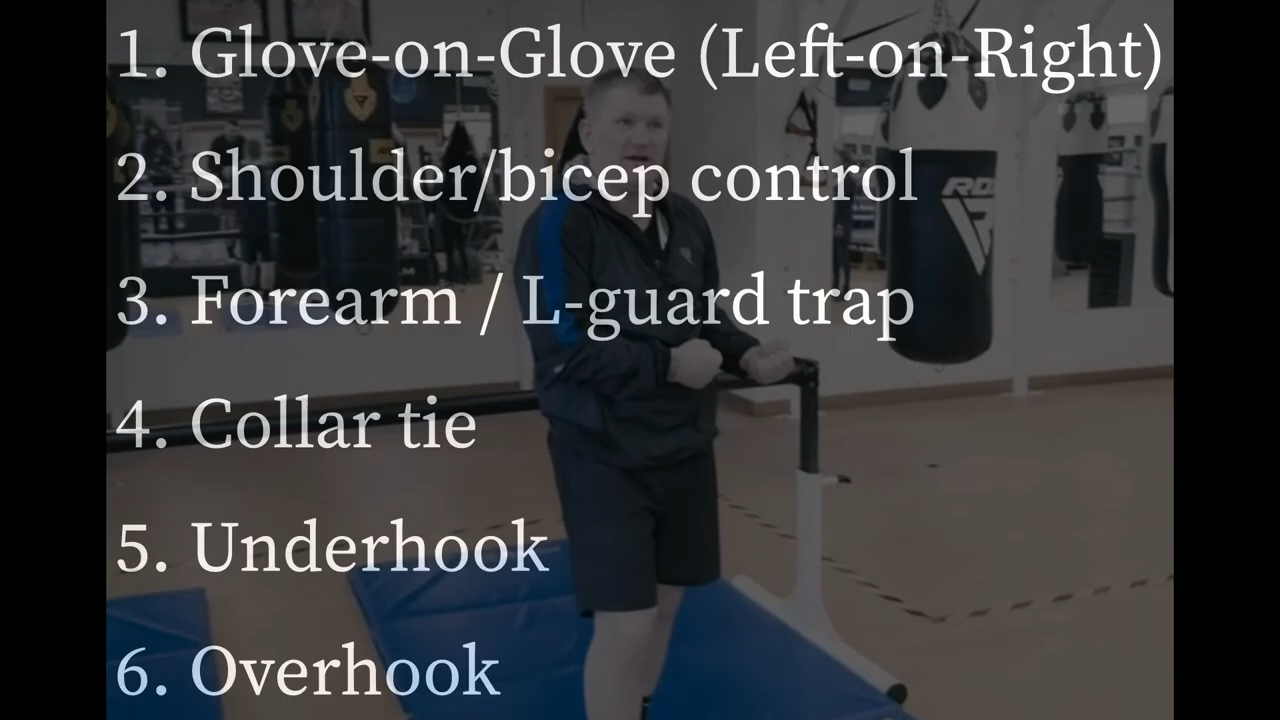 1. Glove-on-Glove (Left-on-Right)
2. Shoulder/bicep control
3. Forearm / L-guard trap
4. Collar tie
5. Underhook
6. Overhook